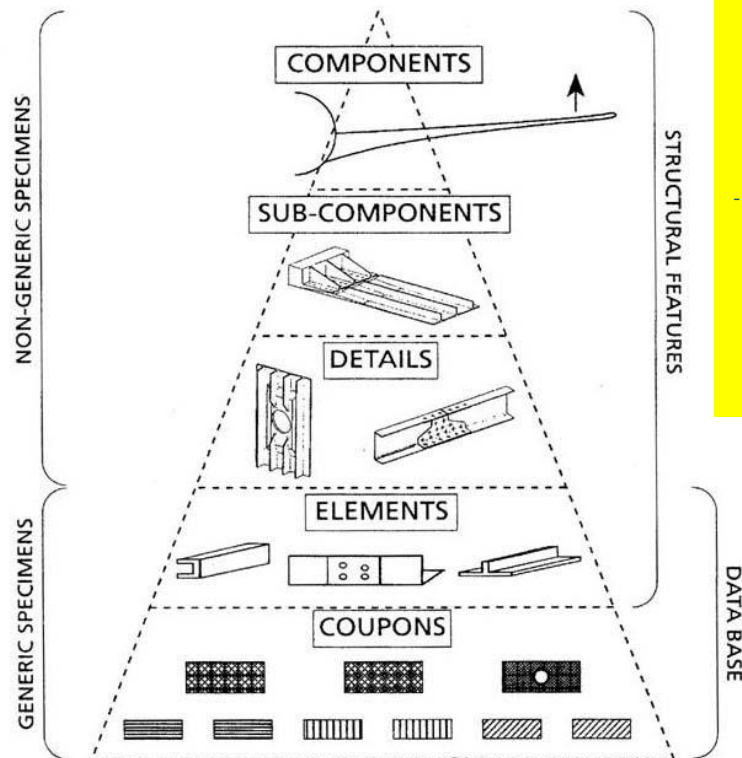 COMPONENTS
NON-GENERIC SPECIMENS
STRUCTURAL FEATURES
SUB-COMPONENTS
DETAILS
ELEMENTS
GENERIC SPECIMENS
DATA BASE
COUPONS